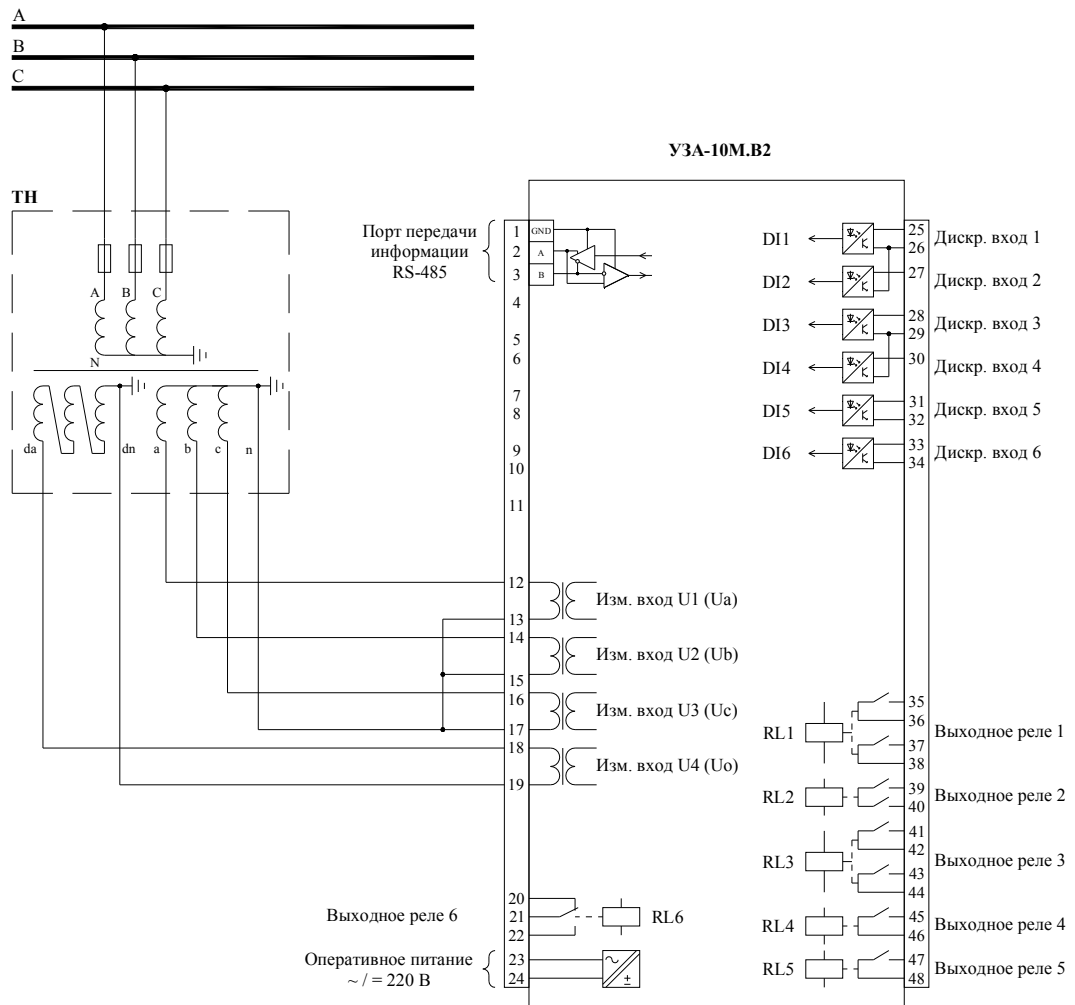 A
B
C
УЗА-10М.В2
ТН
A B C
N
da dn a b c n
Порт передачи
информации
RS-485
1 GND
2 A
3 B
4
5
6
7
8
9
10
11
12
13
14
15
16
17
18
19
20
21
22
23
24
Изм. вход U1 (Ua)
Изм. вход U2 (Ub)
Изм. вход U3 (Uc)
Изм. вход U4 (Uo)
Выходное реле 6
RL6
Оперативное питание
~ / = 220 В
±
DI1
DI2
DI3
DI4
DI5
DI6
25
26
27
28
29
30
31
32
33
34
Дискр. вход 1
Дискр. вход 2
Дискр. вход 3
Дискр. вход 4
Дискр. вход 5
Дискр. вход 6
RL1
RL2
RL3
RL4
RL5
35
36
37
38
39
40
41
42
43
44
45
46
47
48
Выходное реле 1
Выходное реле 2
Выходное реле 3
Выходное реле 4
Выходное реле 5